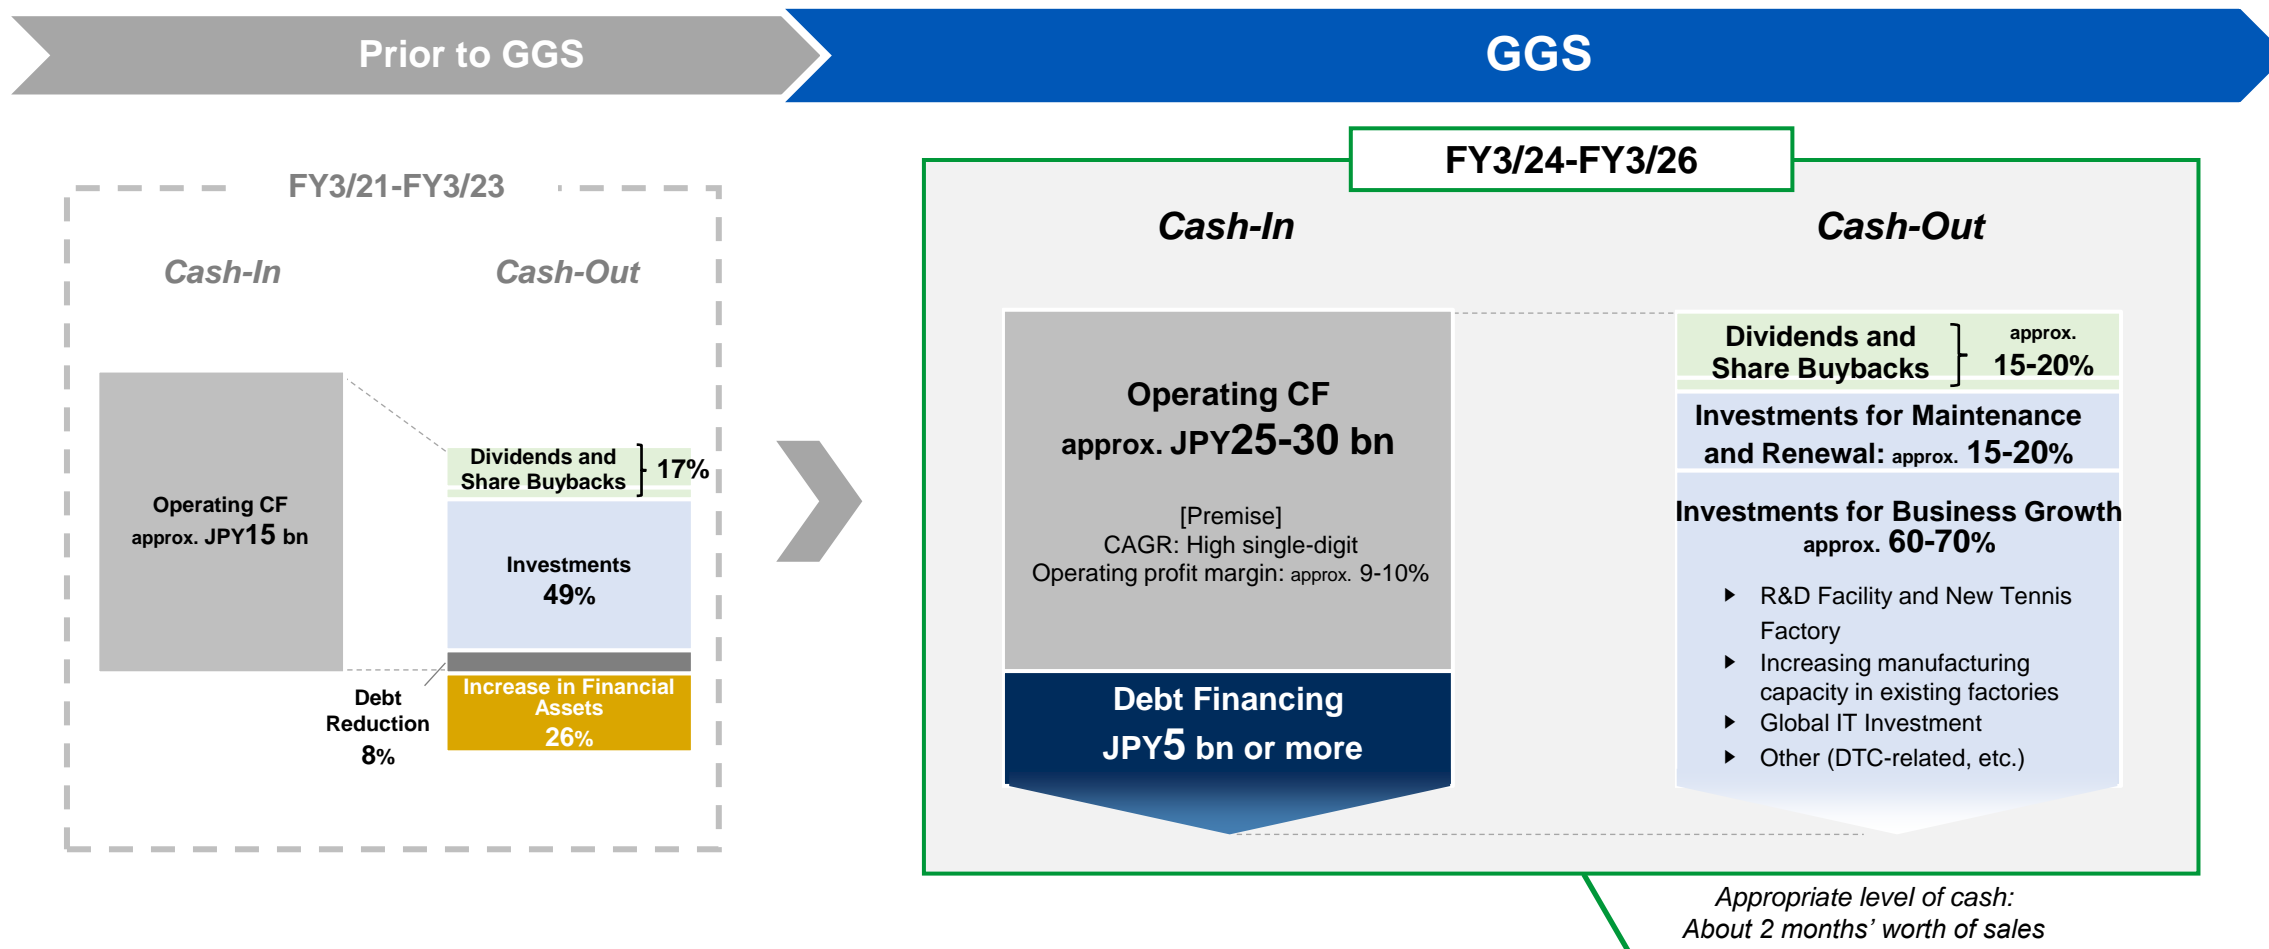 Prior to GGS
GGS
FY3/21-FY3/23
Cash-In
Cash-Out
Operating CF
approx. JPY15 bn
Dividends and
Share Buybacks
17%
Investments
49%
Debt
Reduction
8%
Increase in Financial
Assets
26%
FY3/24-FY3/26
Cash-In
Cash-Out
Operating CF
approx. JPY25-30 bn
[Premise]
CAGR: High single-digit
Operating profit margin: approx. 9-10%
Debt Financing
JPY5 bn or more
Dividends and
Share Buybacks
approx.
15-20%
Investments for Maintenance
and Renewal: approx. 15-20%
Investments for Business Growth
approx. 60-70%
R&D Facility and New Tennis
Factory
Increasing manufacturing
capacity in existing factories
Global IT Investment
Other (DTC-related, etc.)
Appropriate level of cash:
About 2 months’ worth of sales